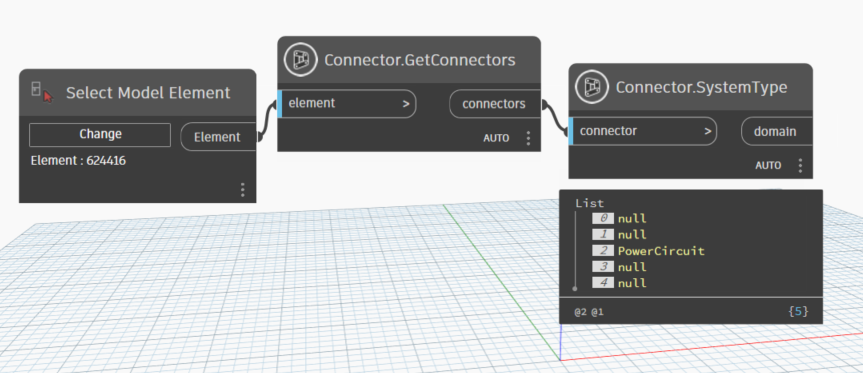 Select Model Element
Change
Element
Element : 624416
Connector.GetConnectors
element >
connectors
AUTO
Connector.SystemType
connector >
domain
AUTO
List
0 null
1 null
2 PowerCircuit
3 null
4 null
@2 @1 {5}